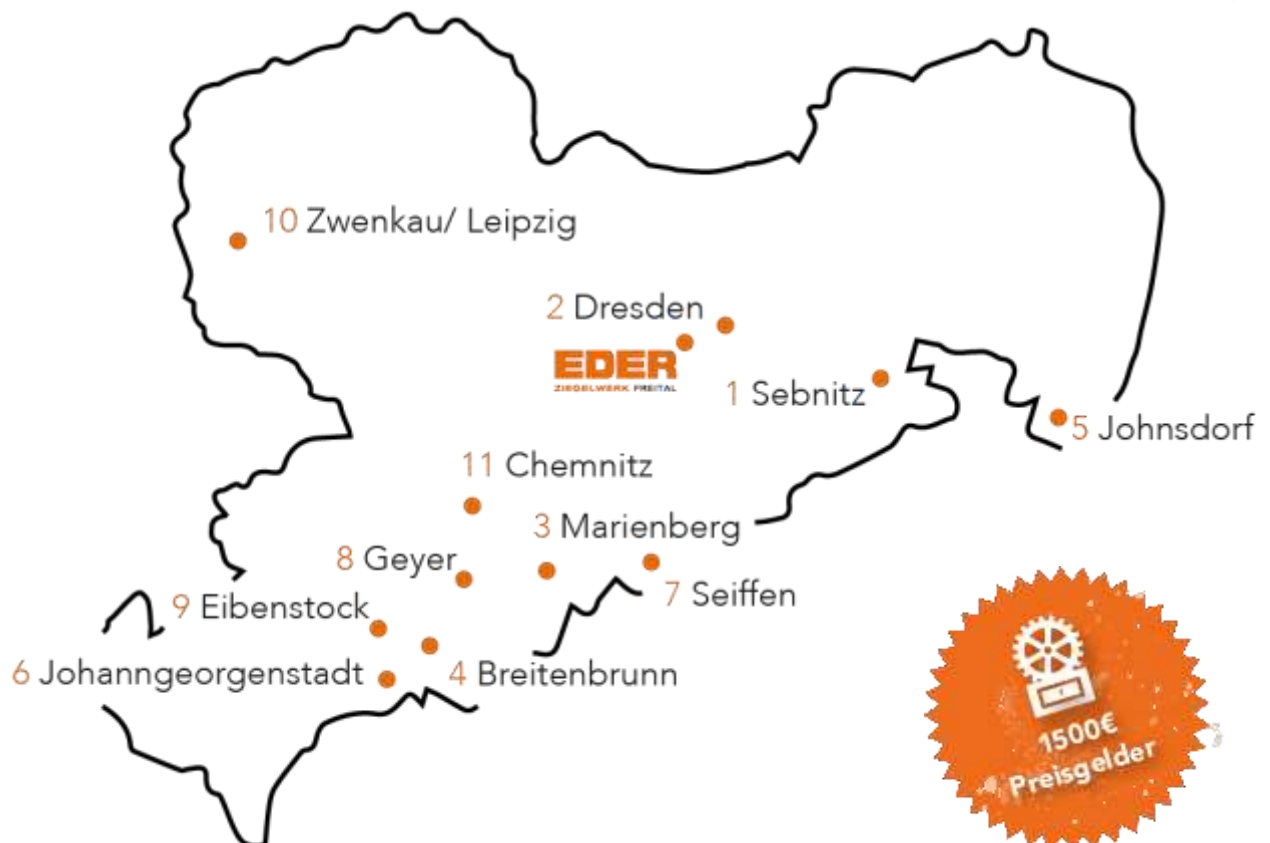 10 Zwenkau/ Leipzig
2 Dresden
EDER
ZIEGELWERK FREITAL
1 Sebnitz
5 Johnsdorf
11 Chemnitz
3 Marienberg
8 Geyer
7 Seiffen
9 Eibenstock
6 Johanngeorgenstadt
4 Breitenbrunn
1500€
Preisgelder